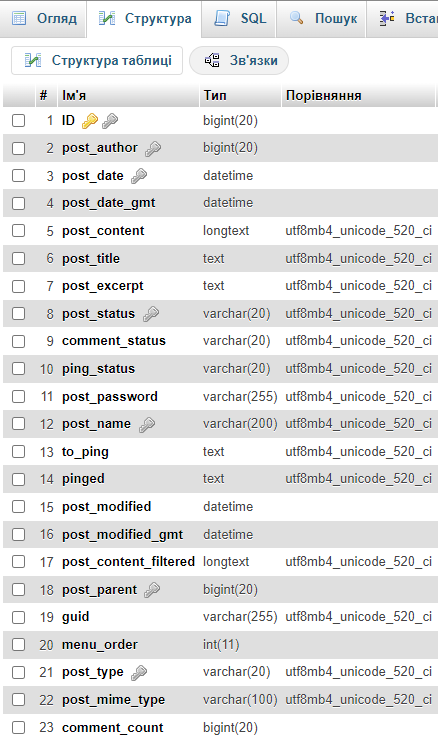 Огляд Структура SQL Пошук
Структура таблиці Зв'язки
# Ім'я Тип Порівняння
1 ID bigint(20)
2 post_author bigint(20)
3 post_date datetime
4 post_date_gmt datetime
5 post_content longtext utf8mb4_unicode_520_ci
6 post_title text utf8mb4_unicode_520_ci
7 post_excerpt text utf8mb4_unicode_520_ci
8 post_status varchar(20) utf8mb4_unicode_520_ci
9 comment_status varchar(20) utf8mb4_unicode_520_ci
10 ping_status varchar(20) utf8mb4_unicode_520_ci
11 post_password varchar(255) utf8mb4_unicode_520_ci
12 post_name varchar(200) utf8mb4_unicode_520_ci
13 to_ping text utf8mb4_unicode_520_ci
14 pinged text utf8mb4_unicode_520_ci
15 post_modified datetime
16 post_modified_gmt datetime
17 post_content_filtered longtext utf8mb4_unicode_520_ci
18 post_parent bigint(20)
19 guid varchar(255) utf8mb4_unicode_520_ci
20 menu_order int(11)
21 post_type varchar(20) utf8mb4_unicode_520_ci
22 post_mime_type varchar(100) utf8mb4_unicode_520_ci
23 comment_count bigint(20)